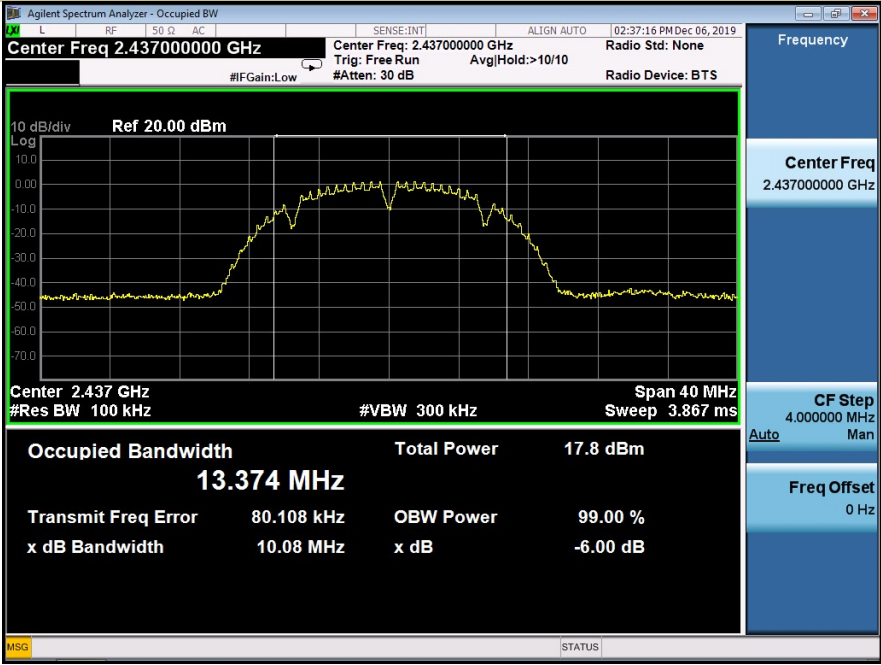 Agilent Spectrum Analyzer - Occupied BW
LXI L RF 50 Ω AC SENSE:INT ALIGN AUTO 02:37:16 PM Dec 06, 2019
Center Freq 2.437000000 GHz
Center Freq: 2.437000000 GHz
Radio Std: None
Trig: Free Run Avg|Hold:>10/10
#IFGain:Low
#Atten: 30 dB
Radio Device: BTS
10 dB/div Ref 20.00 dBm
Log
10.0
0.00
-10.0
-20.0
-30.0
-40.0
-50.0
-60.0
-70.0
Center 2.437 GHz Span 40 MHz
#Res BW 100 kHz #VBW 300 kHz Sweep 3.867 ms
Occupied Bandwidth Total Power 17.8 dBm
13.374 MHz
Transmit Freq Error 80.108 kHz OBW Power 99.00 %
x dB Bandwidth 10.08 MHz x dB -6.00 dB
MSG STATUS
Frequency
Center Freq
2.437000000 GHz
CF Step
4.000000 MHz
Auto Man
Freq Offset
0 Hz